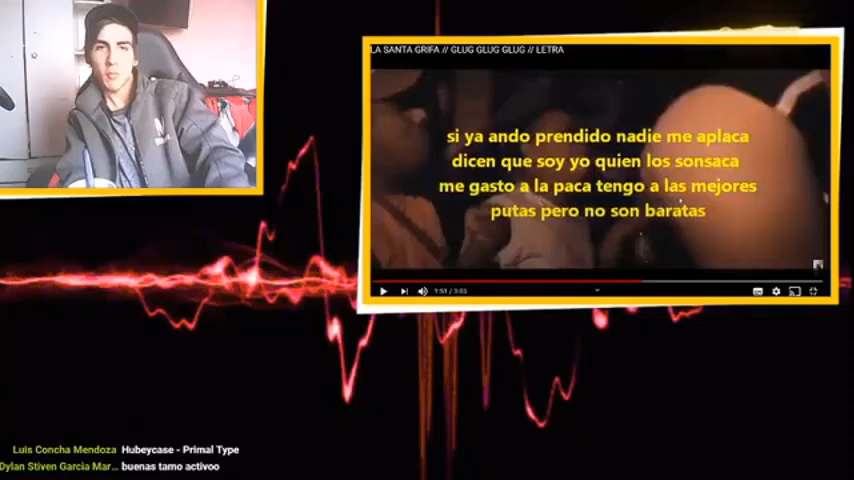 LA SANTA GRIFA // GLUG GLUG GLUG // LETRA
si ya ando prendido nadie me aplaca
dicen que soy yo quien los sonsaca
me gasto a la paca tengo a las mejores
putas pero no son baratas
1:51 / 3:05
Luis Concha Mendoza Hubeycase - Primal Type
Dylan Stiven Garcia Mar... buenas tamo activoo